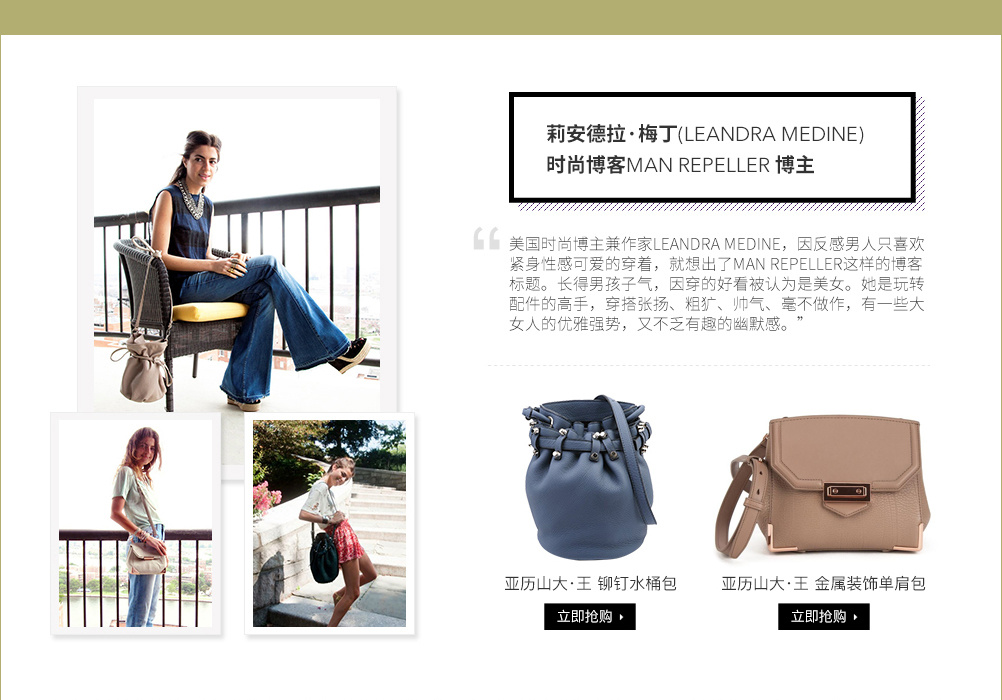 莉安德拉·梅丁(LEANDRA MEDINE)
时尚博客MAN REPELLER 博主
“美国时尚博主兼作家LEANDRA MEDINE，因反感男人只喜欢
紧身性感可爱的穿着，就想出了MAN REPELLER这样的博客
标题。长得男孩子气，因穿的好看被认为是美女。她是玩转
配件的高手，穿搭张扬、粗犷、帅气、毫不做作，有一些大
女人的优雅强势，又不乏有趣的幽默感。”
亚历山大·王 铆钉水桶包
亚历山大·王 金属装饰单肩包
立即抢购
立即抢购